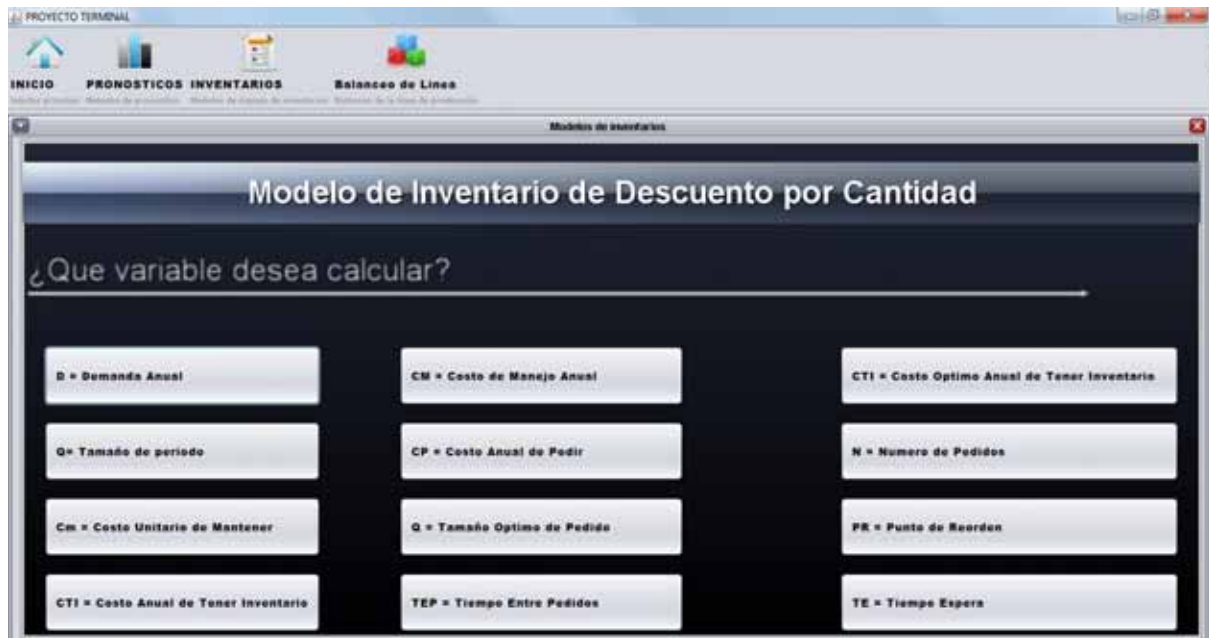 PROYECTO TERMINAL
INICIO
PRONOSTICOS
INVENTARIOS
Balanceo de Linea
Modelos de inventarios
Modelo de Inventario de Descuento por Cantidad
¿Que variable desea calcular?
D = Demanda Anual
CM = Costo de Manejo Anual
CTI = Costo Optimo Anual de Tener Inventario
Q= Tamaño de periodo
CP = Costo Anual de Pedir
N = Numero de Pedidos
Cm = Costo Unitario de Mantener
Q = Tamaño Optimo de Pedido
PR = Punto de Reorden
CTI = Costo Anual de Tener Inventario
TEP = Tiempo Entre Pedidos
TE = Tiempo Espera